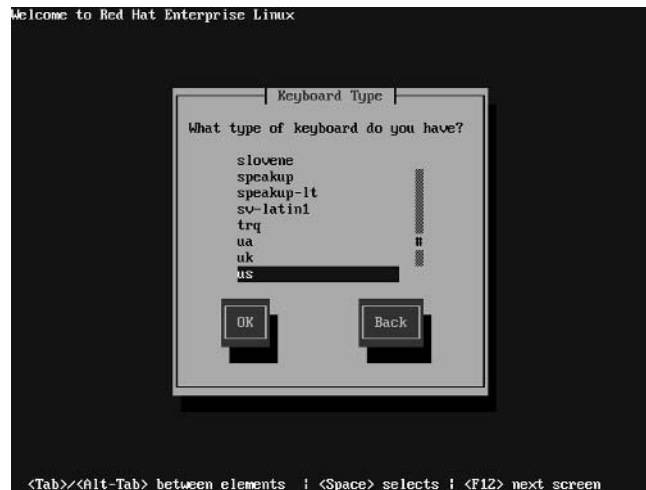 Welcome to Red Hat Enterprise Linux
Keyboard Type
What type of keyboard do you have?
slovene
speakup
speakup-lt
sv-latin1
trq
ua #
uk
us
OK Back
<Tab>/<Alt-Tab> between elements | <Space> selects | <F12> next screen